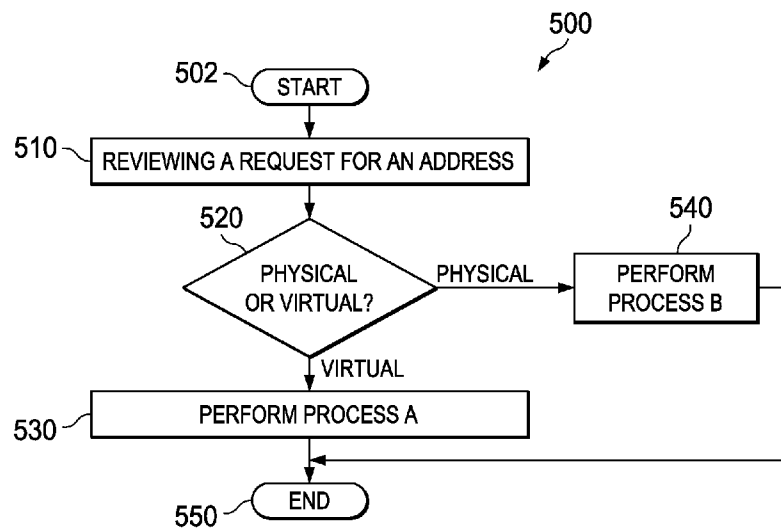 500
502
START
510
REVIEWING A REQUEST FOR AN ADDRESS
520
540
PHYSICAL
OR VIRTUAL?
PHYSICAL
PERFORM
PROCESS B
VIRTUAL
530
PERFORM PROCESS A
550
END